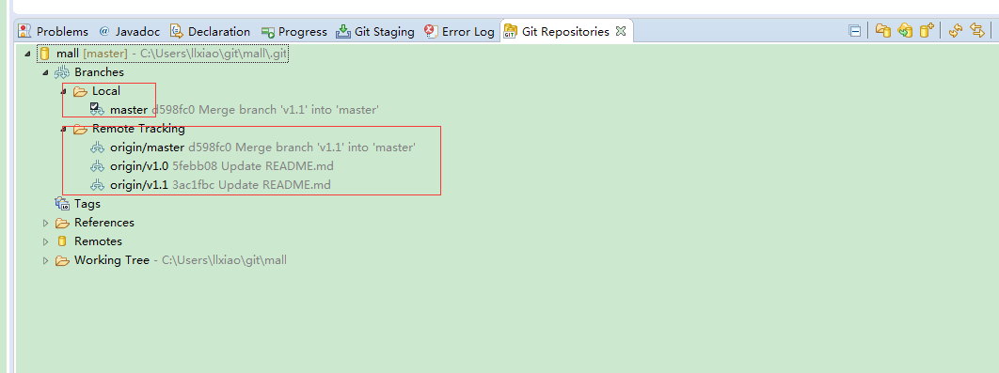 Problems @ Javadoc Declaration Progress Git Staging Error Log Git Repositories
mall [master] - C:\Users\llxiao\git\mall\.git
Branches
Local
master d598fc0 Merge branch 'v1.1' into 'master'
Remote Tracking
origin/master d598fc0 Merge branch 'v1.1' into 'master'
origin/v1.0 5febb08 Update README.md
origin/v1.1 3ac1fbc Update README.md
Tags
References
Remotes
Working Tree - C:\Users\llxiao\git\mall